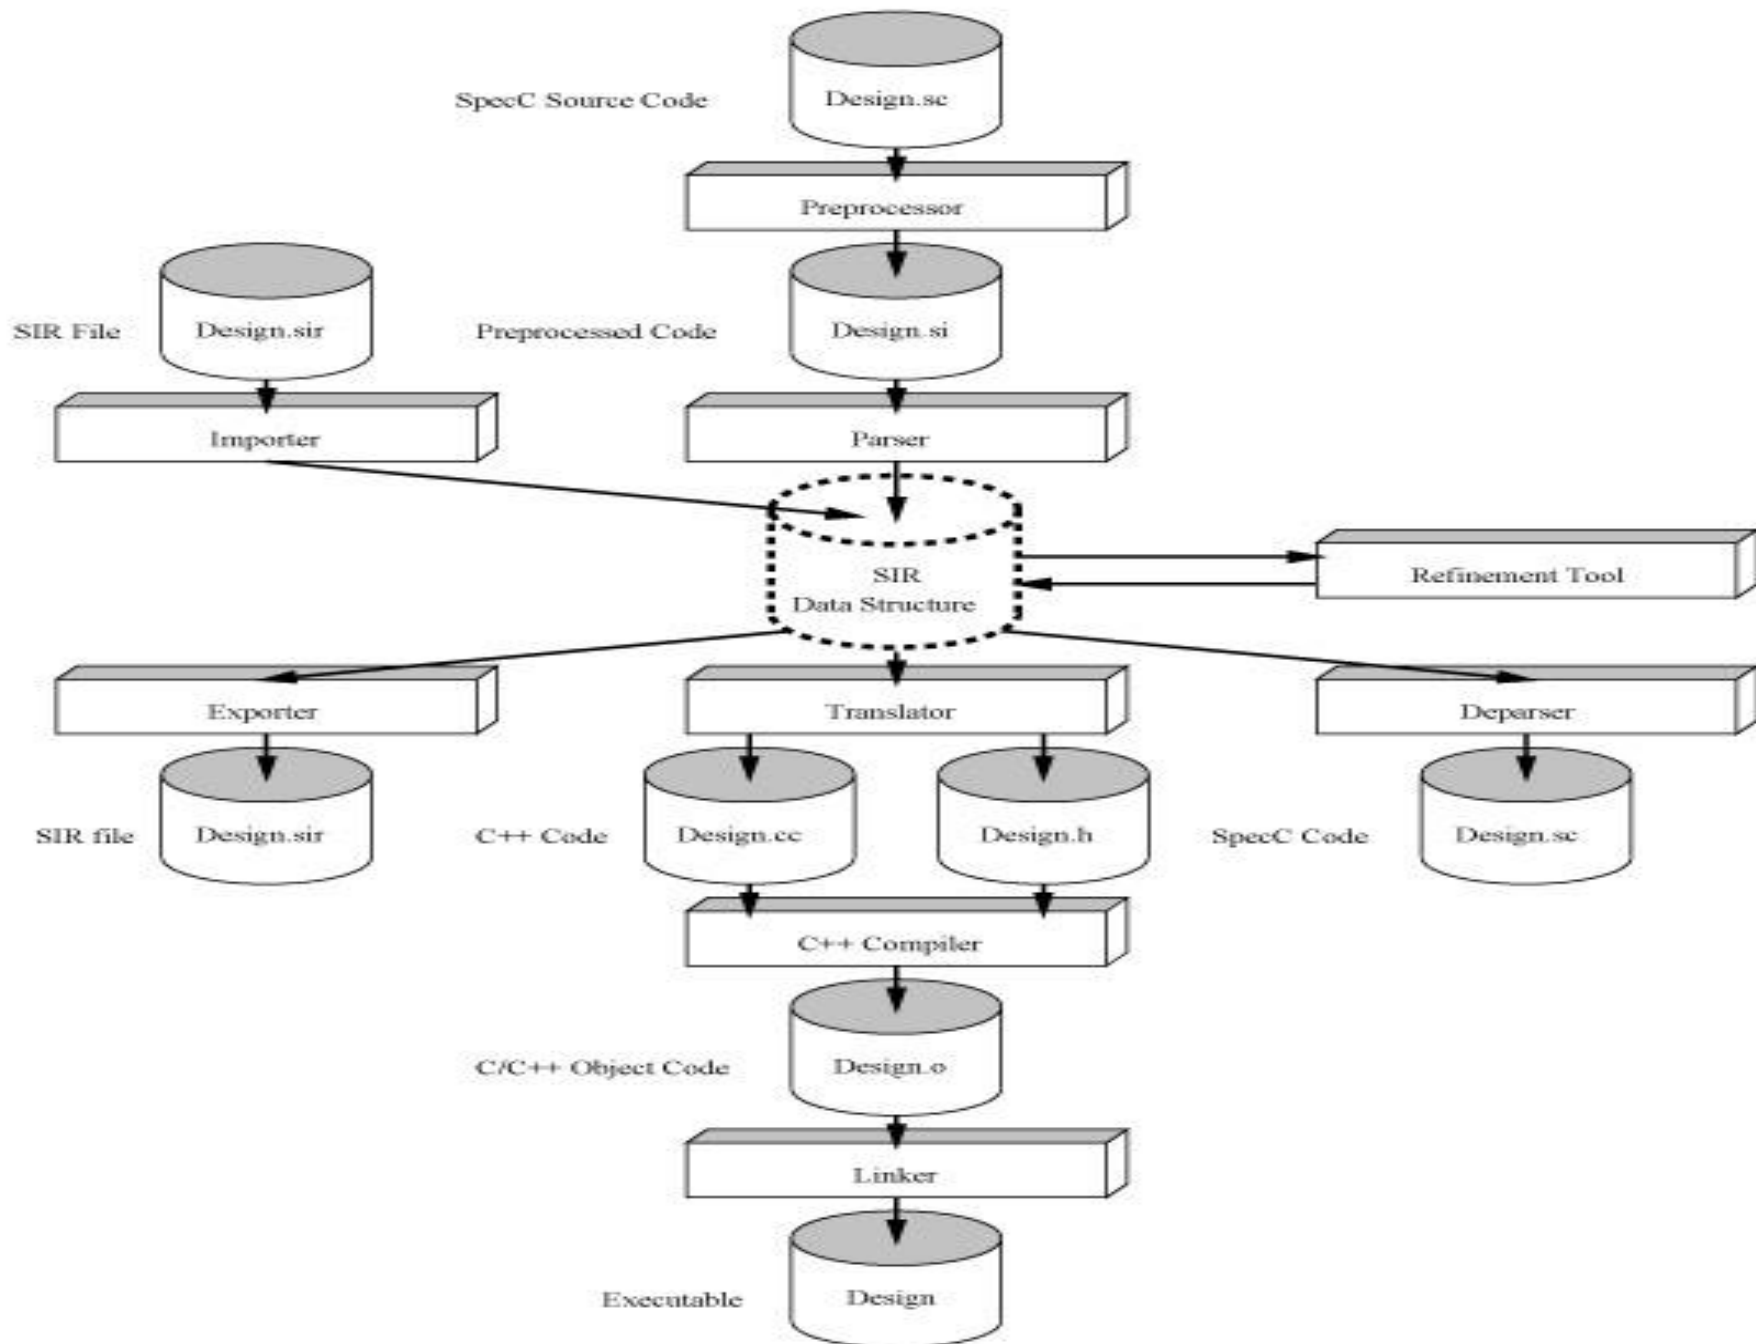 SpecC Source Code
Design.sc
Preprocessor
SIR File
Design.sir
Preprocessed Code
Design.si
Importer
Parser
SIR
Data Structure
Refinement Tool
Exporter
Translator
Deparser
SIR file
Design.sir
C++ Code
Design.cc
Design.h
SpecC Code
Design.sc
C++ Compiler
C/C++ Object Code
Design.o
Linker
Executable
Design